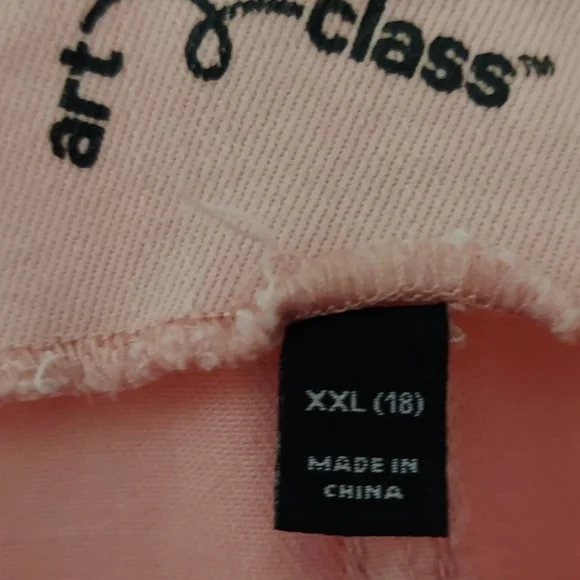 art class™
XXL (18)
MADE IN
CHINA